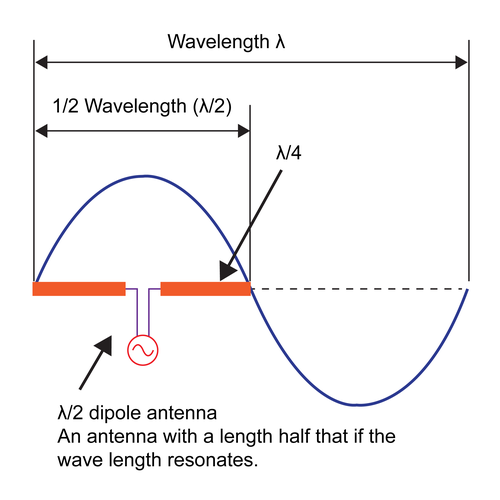 Wavelength λ
1/2 Wavelength (λ/2)
λ/4
λ/2 dipole antenna
An antenna with a length half that if the
wave length resonates.